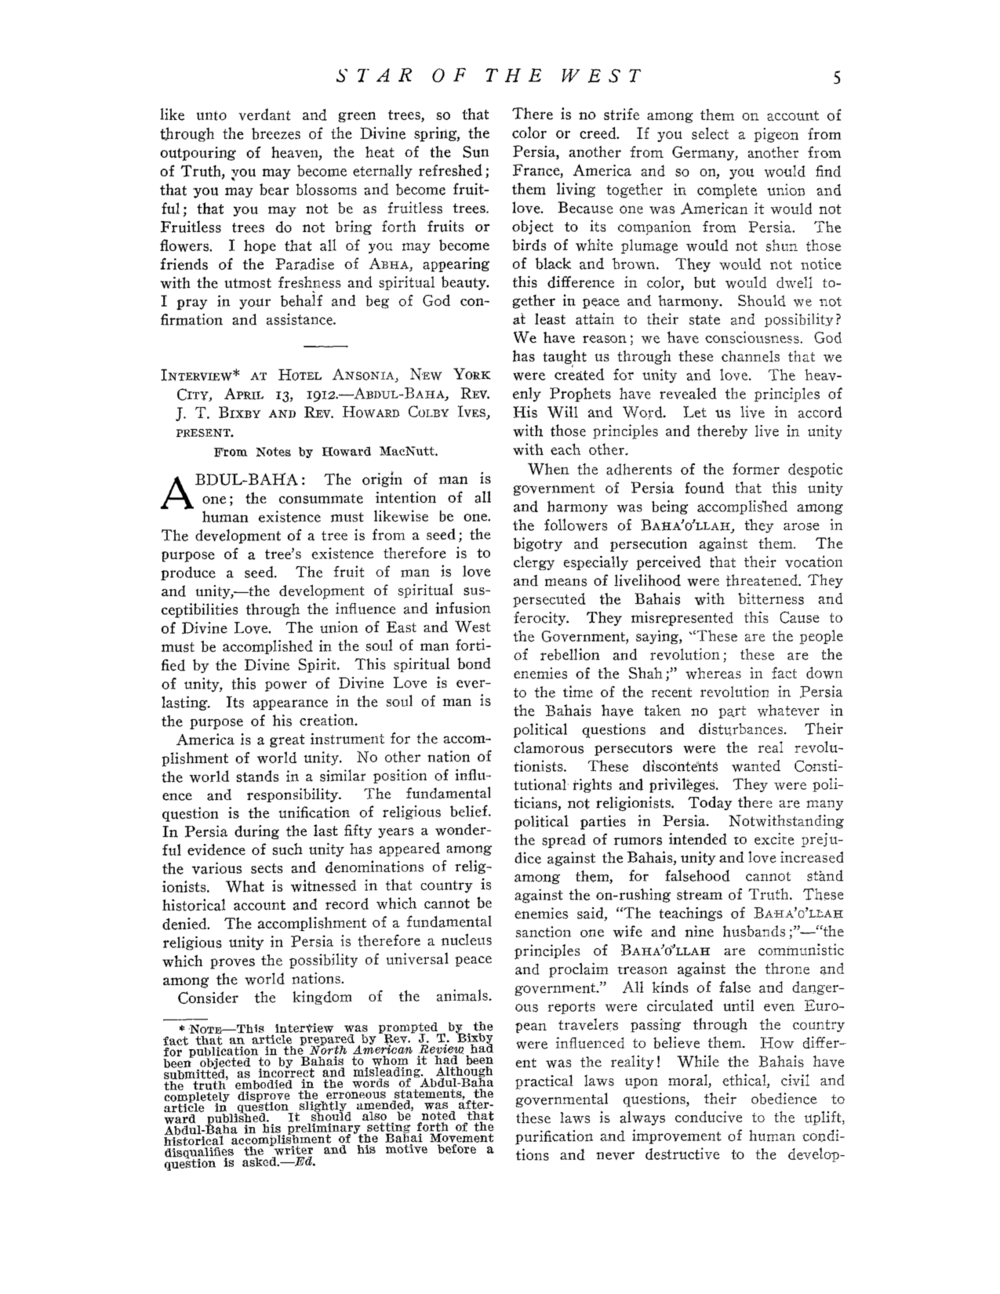 STAR OF THE WEST 5
like unto verdant and green trees, so that
through the breezes of the Divine spring, the
outpouring of heaven, the heat of the Sun
of Truth, you may become eternally refreshed;
that you may bear blossoms and become fruit-
ful; that you may not be as fruitless trees.
Fruitless trees do not bring forth fruits or
flowers. I hope that all of you may become
friends of the Paradise of ABHA, appearing
with the utmost freshness and spiritual beauty.
I pray in your behalf and beg of God con-
firmation and assistance.
INTERVIEW* AT HOTEL ANSONIA, NEW YORK
CITY, APRIL 13, 1912.—ABDUL-BAHA, REV.
J. T. BIXBY AND REV. HOWARD COLBY IVES,
PRESENT.
From Notes by Howard MacNutt.
ABDUL-BAHA: The origin of man is
one; the consummate intention of all
human existence must likewise be one.
The development of a tree is from a seed; the
purpose of a tree's existence therefore is to
produce a seed. The fruit of man is love
and unity,—the development of spiritual sus-
ceptibilities through the influence and infusion
of Divine Love. The union of East and West
must be accomplished in the soul of man forti-
fied by the Divine Spirit. This spiritual bond
of unity, this power of Divine Love is ever-
lasting. Its appearance in the soul of man is
the purpose of his creation.
America is a great instrument for the accom-
plishment of world unity. No other nation of
the world stands in a similar position of influ-
ence and responsibility. The fundamental
question is the unification of religious belief.
In Persia during the last fifty years a wonder-
ful evidence of such unity has appeared among
the various sects and denominations of relig-
ionists. What is witnessed in that country is
historical account and record which cannot be
denied. The accomplishment of a fundamental
religious unity in Persia is therefore a nucleus
which proves the possibility of universal peace
among the world nations.
Consider the kingdom of the animals.
* NOTE—This interview was prompted by the
fact that an article prepared by Rev. J. T. Bixby
for publication in the North American Review had
been objected to by Bahais to whom it had been
submitted, as incorrect and misleading. Although
the truth embodied in the words of Abdul-Baha
completely disprove the erroneous statements, the
article in question slightly amended, was after-
ward published. It should also be noted that
Abdul-Baha in his preliminary setting forth of the
historical accomplishment of the Bahai Movement
disqualifies the writer and his motive before a
question is asked.—Ed.
There is no strife among them on account of
color or creed. If you select a pigeon from
Persia, another from Germany, another from
France, America and so on, you would find
them living together in complete union and
love. Because one was American it would not
object to its companion from Persia. The
birds of white plumage would not shun those
of black and brown. They would not notice
this difference in color, but would dwell to-
gether in peace and harmony. Should we not
at least attain to their state and possibility?
We have reason; we have consciousness. God
has taught us through these channels that we
were created for unity and love. The heav-
enly Prophets have revealed the principles of
His Will and Word. Let us live in accord
with those principles and thereby live in unity
with each other.
When the adherents of the former despotic
government of Persia found that this unity
and harmony was being accomplished among
the followers of BAHA'O'LLAH, they arose in
bigotry and persecution against them. The
clergy especially perceived that their vocation
and means of livelihood were threatened. They
persecuted the Bahais with bitterness and
ferocity. They misrepresented this Cause to
the Government, saying, "These are the people
of rebellion and revolution; these are the
enemies of the Shah;" whereas in fact down
to the time of the recent revolution in Persia
the Bahais have taken no part whatever in
political questions and disturbances. Their
clamorous persecutors were the real revolu-
tionists. These discontents wanted Consti-
tutional rights and privileges. They were poli-
ticians, not religionists. Today there are many
political parties in Persia. Notwithstanding
the spread of rumors intended to excite preju-
dice against the Bahais, unity and love increased
among them, for falsehood cannot stand
against the on-rushing stream of Truth. These
enemies said, "The teachings of BAHA'O'LLAH
sanction one wife and nine husbands;"—"the
principles of BAHA'O'LLAH are communistic
and proclaim treason against the throne and
government." All kinds of false and danger-
ous reports were circulated until even Euro-
pean travelers passing through the country
were influenced to believe them. How differ-
ent was the reality! While the Bahais have
practical laws upon moral, ethical, civil and
governmental questions, their obedience to
these laws is always conducive to the uplift,
purification and improvement of human condi-
tions and never destructive to the develop-